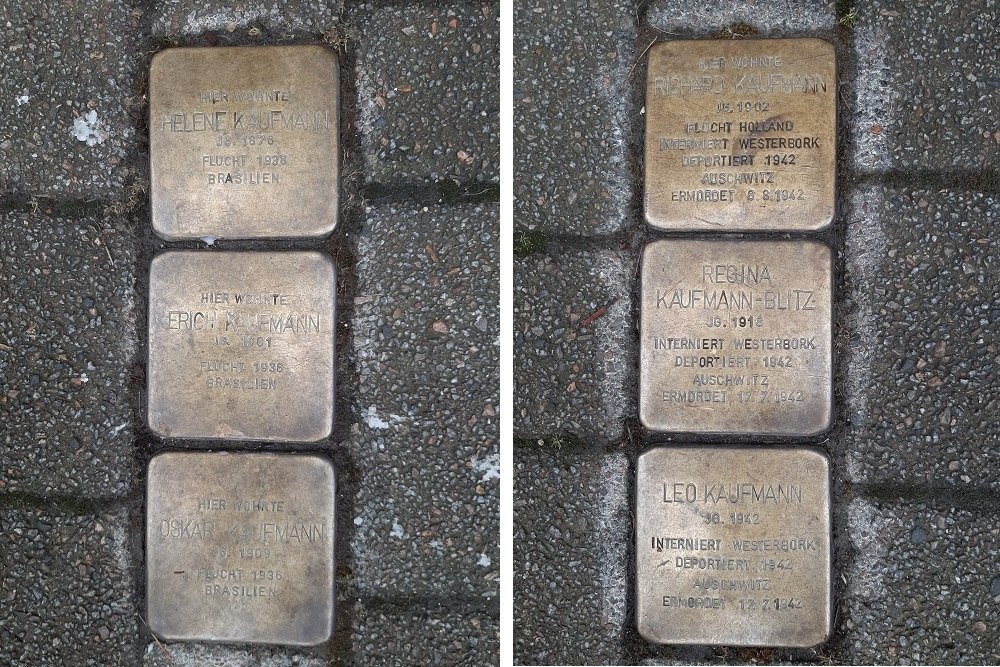 HIER WOHNTE
HELENE KAUFMANN
JG. 1876
FLUCHT 1938
BRASILIEN
HIER WOHNTE
ERICH KAUFMANN
JG. 1901
FLUCHT 1936
BRASILIEN
HIER WOHNTE
OSKAR KAUFMANN
JG. 1909
FLUCHT 1936
BRASILIEN
HIER WOHNTE
RICHARD KAUFMANN
JG. 1902
FLUCHT HOLLAND
INTERNIERT WESTERBORK
DEPORTIERT 1942
AUSCHWITZ
ERMORDET 6.8.1942
REGINA
KAUFMANN-BLITZ
JG. 1918
INTERNIERT WESTERBORK
DEPORTIERT 1942
AUSCHWITZ
ERMORDET 17.7.1942
LEO KAUFMANN
JG. 1942
INTERNIERT WESTERBORK
DEPORTIERT 1942
AUSCHWITZ
ERMORDET 17.7.1942